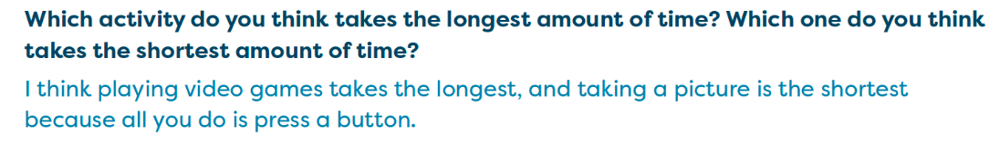 Which activity do you think takes the longest amount of time? Which one do you think
takes the shortest amount of time?
I think playing video games takes the longest, and taking a picture is the shortest
because all you do is press a button.